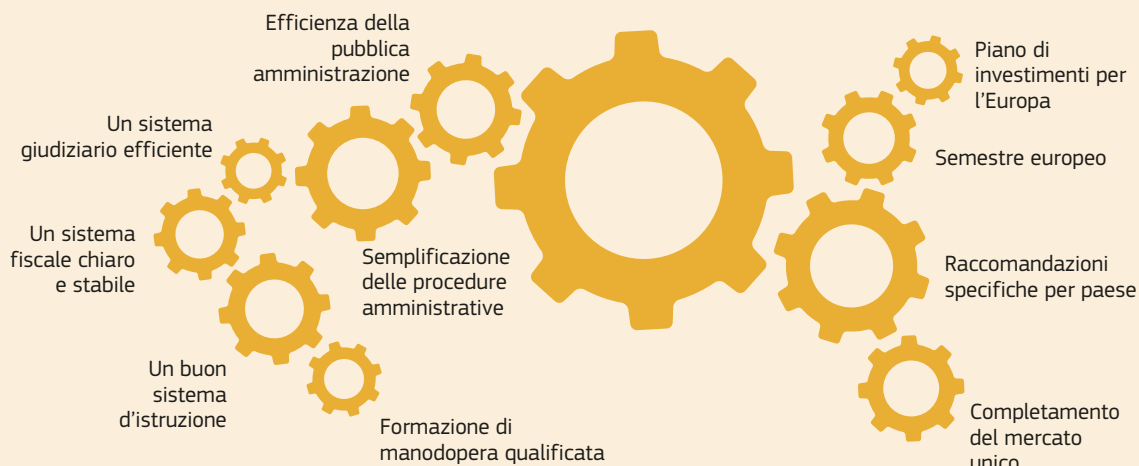 Efficienza della
pubblica
amministrazione
Un sistema
giudiziario efficiente
Un sistema
fiscale chiaro
e stabile
Semplificazione
delle procedure
amministrative
Un buon
sistema
d'istruzione
Formazione di
manodopera qualificata
Piano di
investimenti per
l'Europa
Semestre europeo
Raccomandazioni
specifiche per paese
Completamento
del mercato
unico